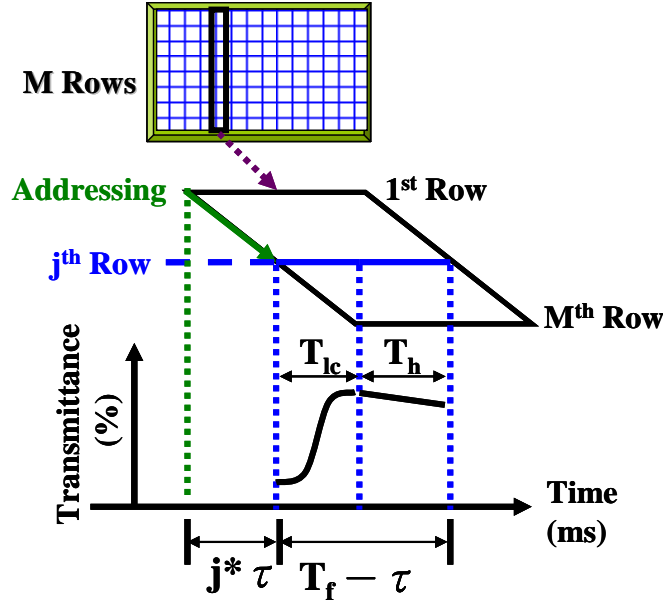 M Rows
Addressing
1st Row
jth Row
Mth Row
Tlc
Th
Transmittance
(%)
Time
(ms)
j* τ
Tf − τ